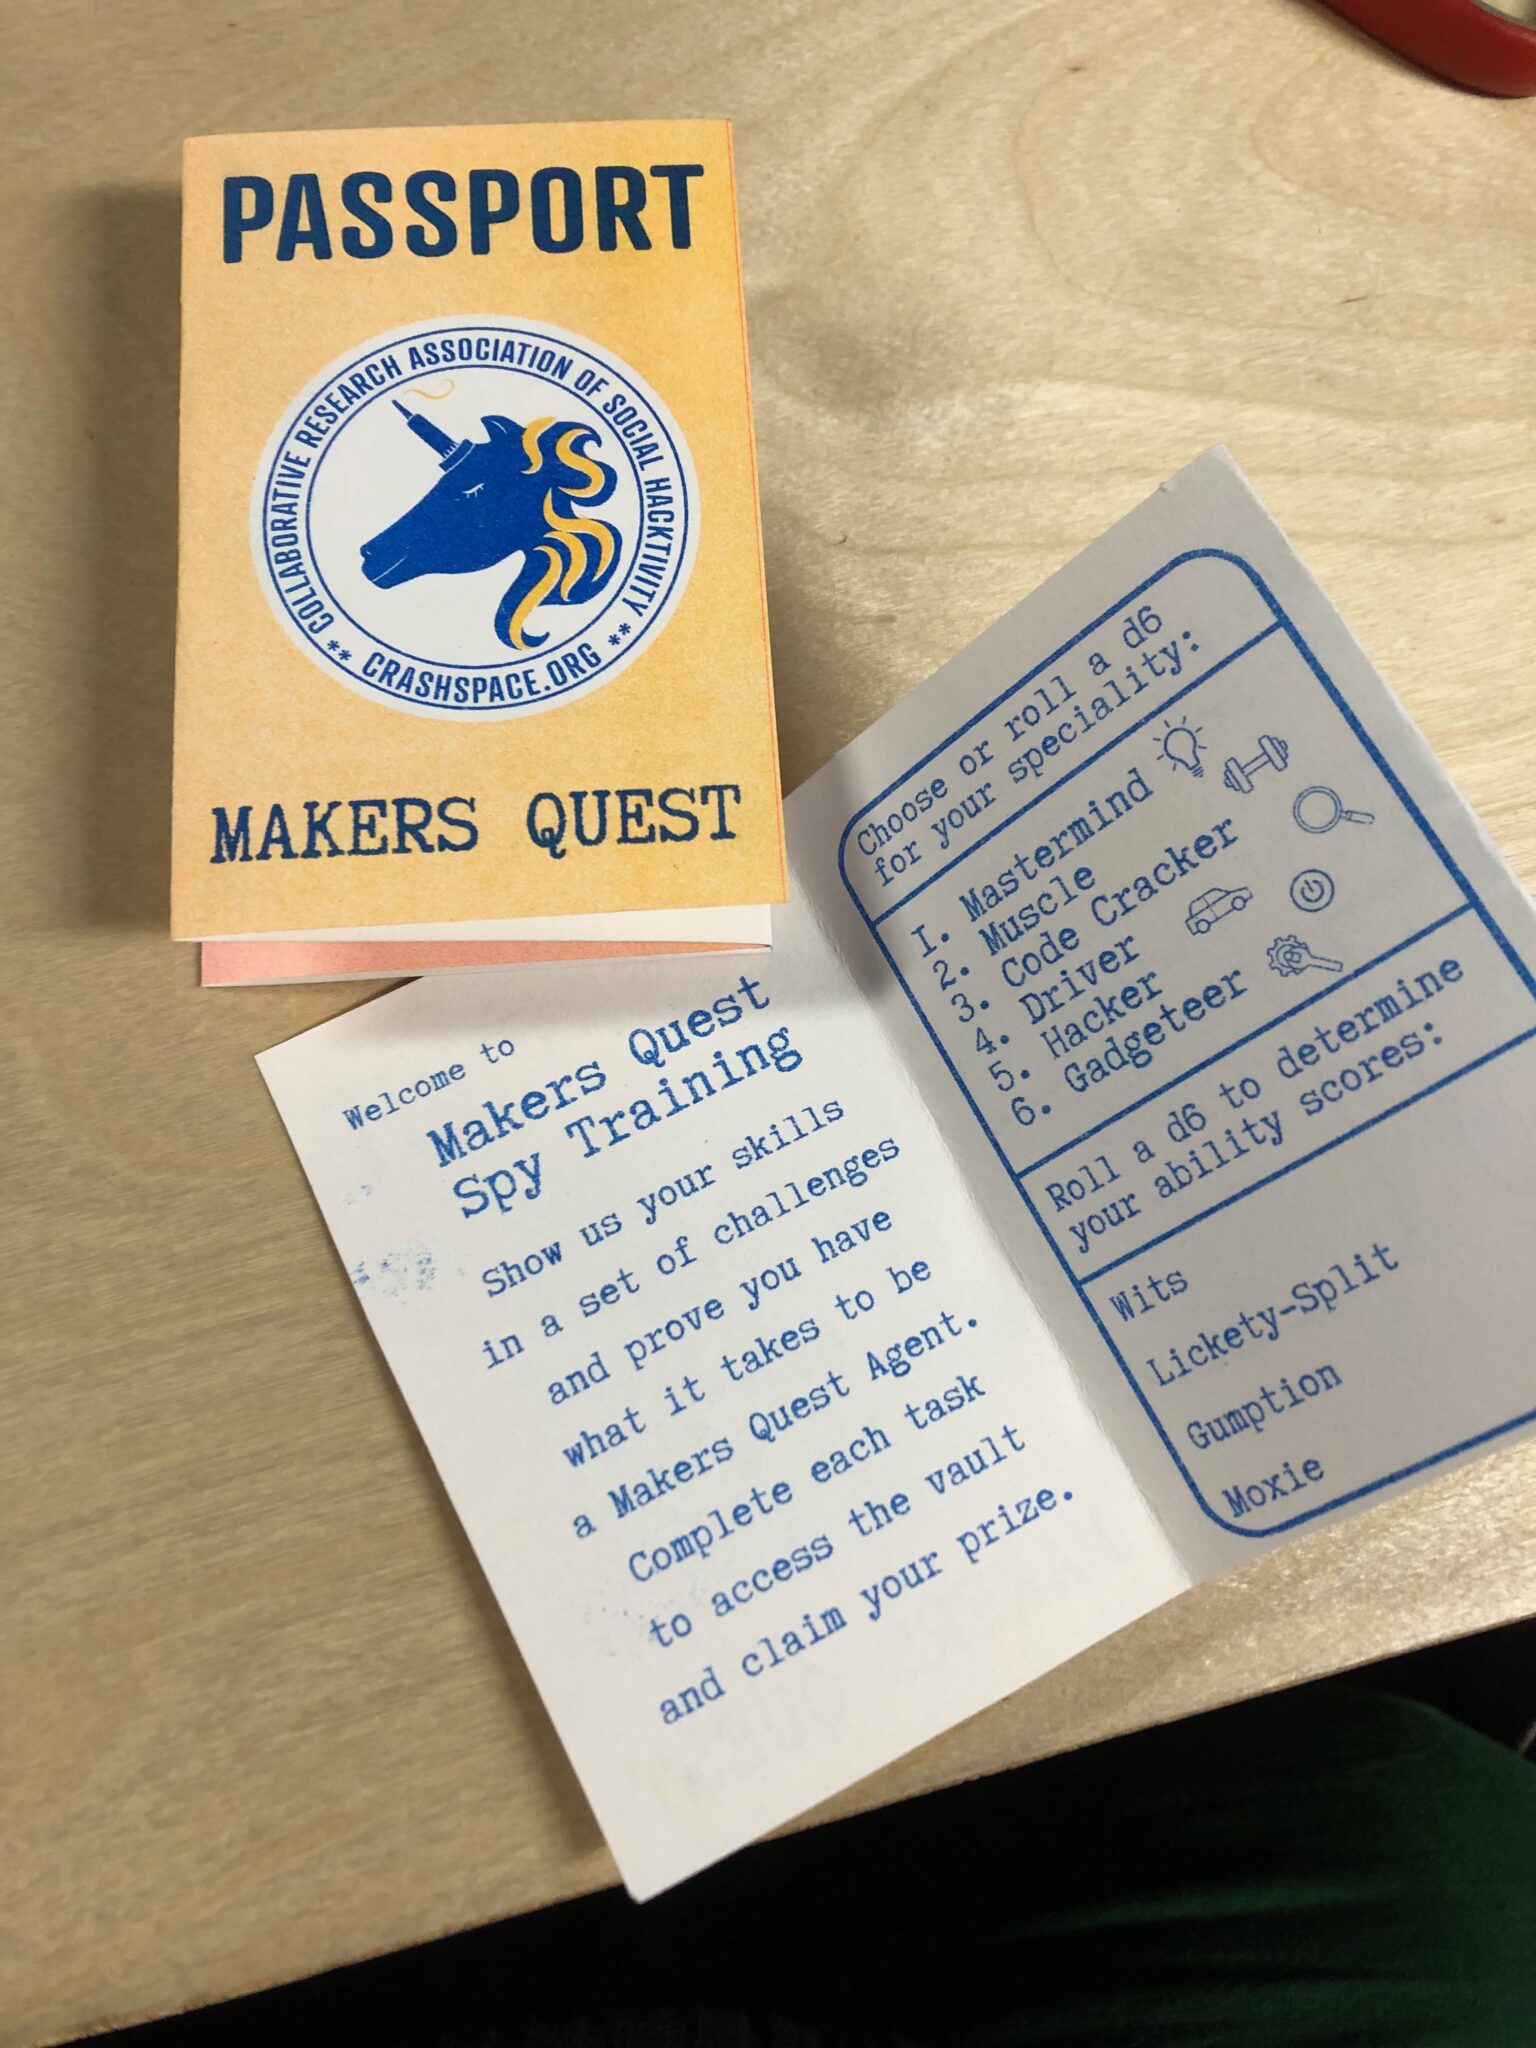 PASSPORT
COLLABORATIVE RESEARCH ASSOCIATION OF SOCIAL HACKTIVITY
** CRASHSPACE.ORG **
MAKERS QUEST
Welcome to
Makers Quest
Spy Training
Show us your skills
in a set of challenges
and prove you have
what it takes to be
a Makers Quest Agent.
Complete each task
to access the vault
and claim your prize.
Choose or roll a d6
for your speciality:
1. Mastermind
2. Muscle
3. Code Cracker
4. Driver
5. Hacker
6. Gadgeteer
Roll a d6 to determine
your ability scores:
Wits
Lickety-Split
Gumption
Moxie